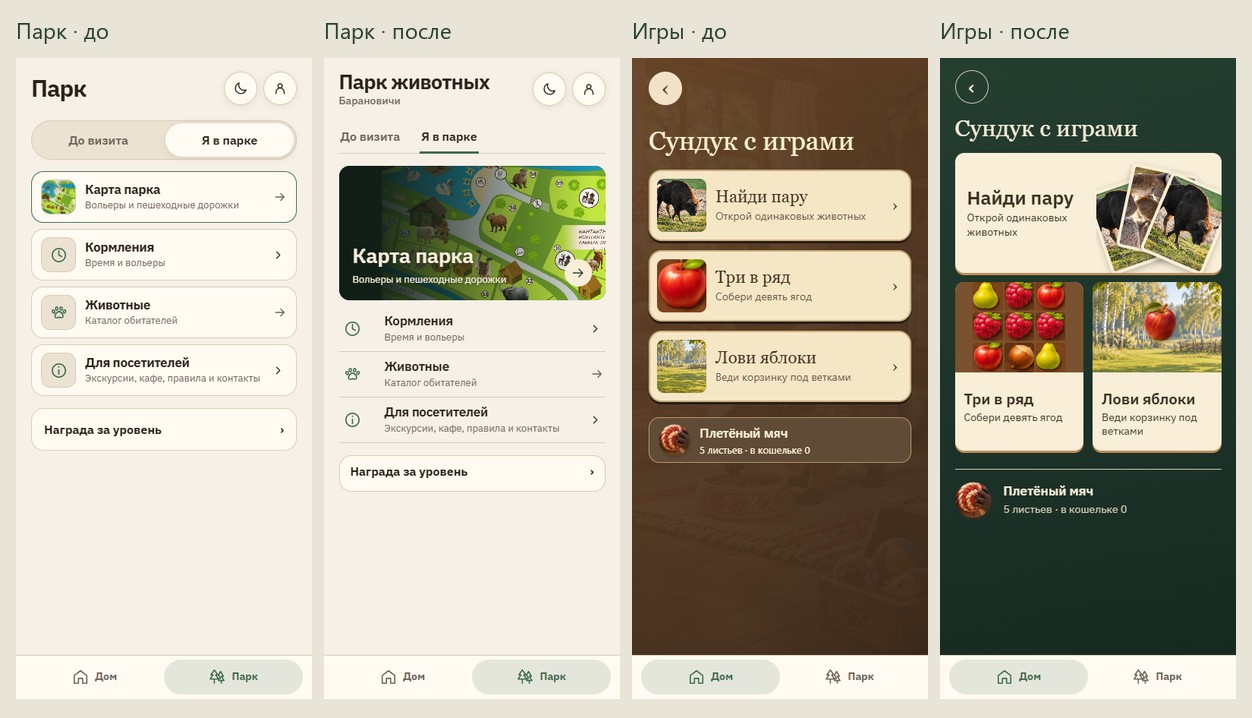 Парк · до
Парк
До визита
Я в парке
Карта парка
Вольеры и пешеходные дорожки
Кормления
Время и вольеры
Животные
Каталог обитателей
Для посетителей
Экскурсии, кафе, правила и контакты
Награда за уровень
Дом
Парк
Парк · после
Парк животных
Барановичи
До визита
Я в парке
Карта парка
Вольеры и пешеходные дорожки
Кормления
Время и вольеры
Животные
Каталог обитателей
Для посетителей
Экскурсии, кафе, правила и контакты
Награда за уровень
Дом
Парк
Игры · до
Сундук с играми
Найди пару
Открой одинаковых животных
Три в ряд
Собери девять ягод
Лови яблоки
Веди корзинку под ветками
Плетёный мяч
5 листьев · в кошельке 0
Дом
Парк
Игры · после
Сундук с играми
Найди пару
Открой одинаковых
животных
Три в ряд
Собери девять ягод
Лови яблоки
Веди корзинку под
ветками
Плетёный мяч
5 листьев · в кошельке 0
Дом
Парк